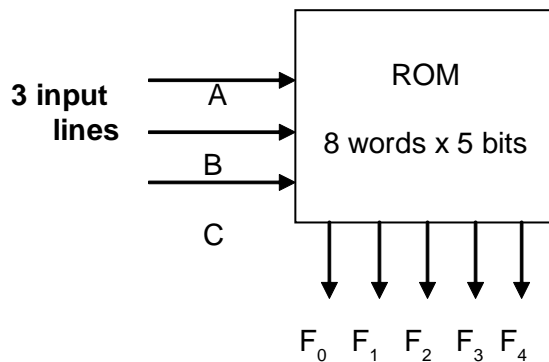 3 input
lines
A
B
C
ROM
8 words x 5 bits
F₀ F₁ F₂ F₃ F₄